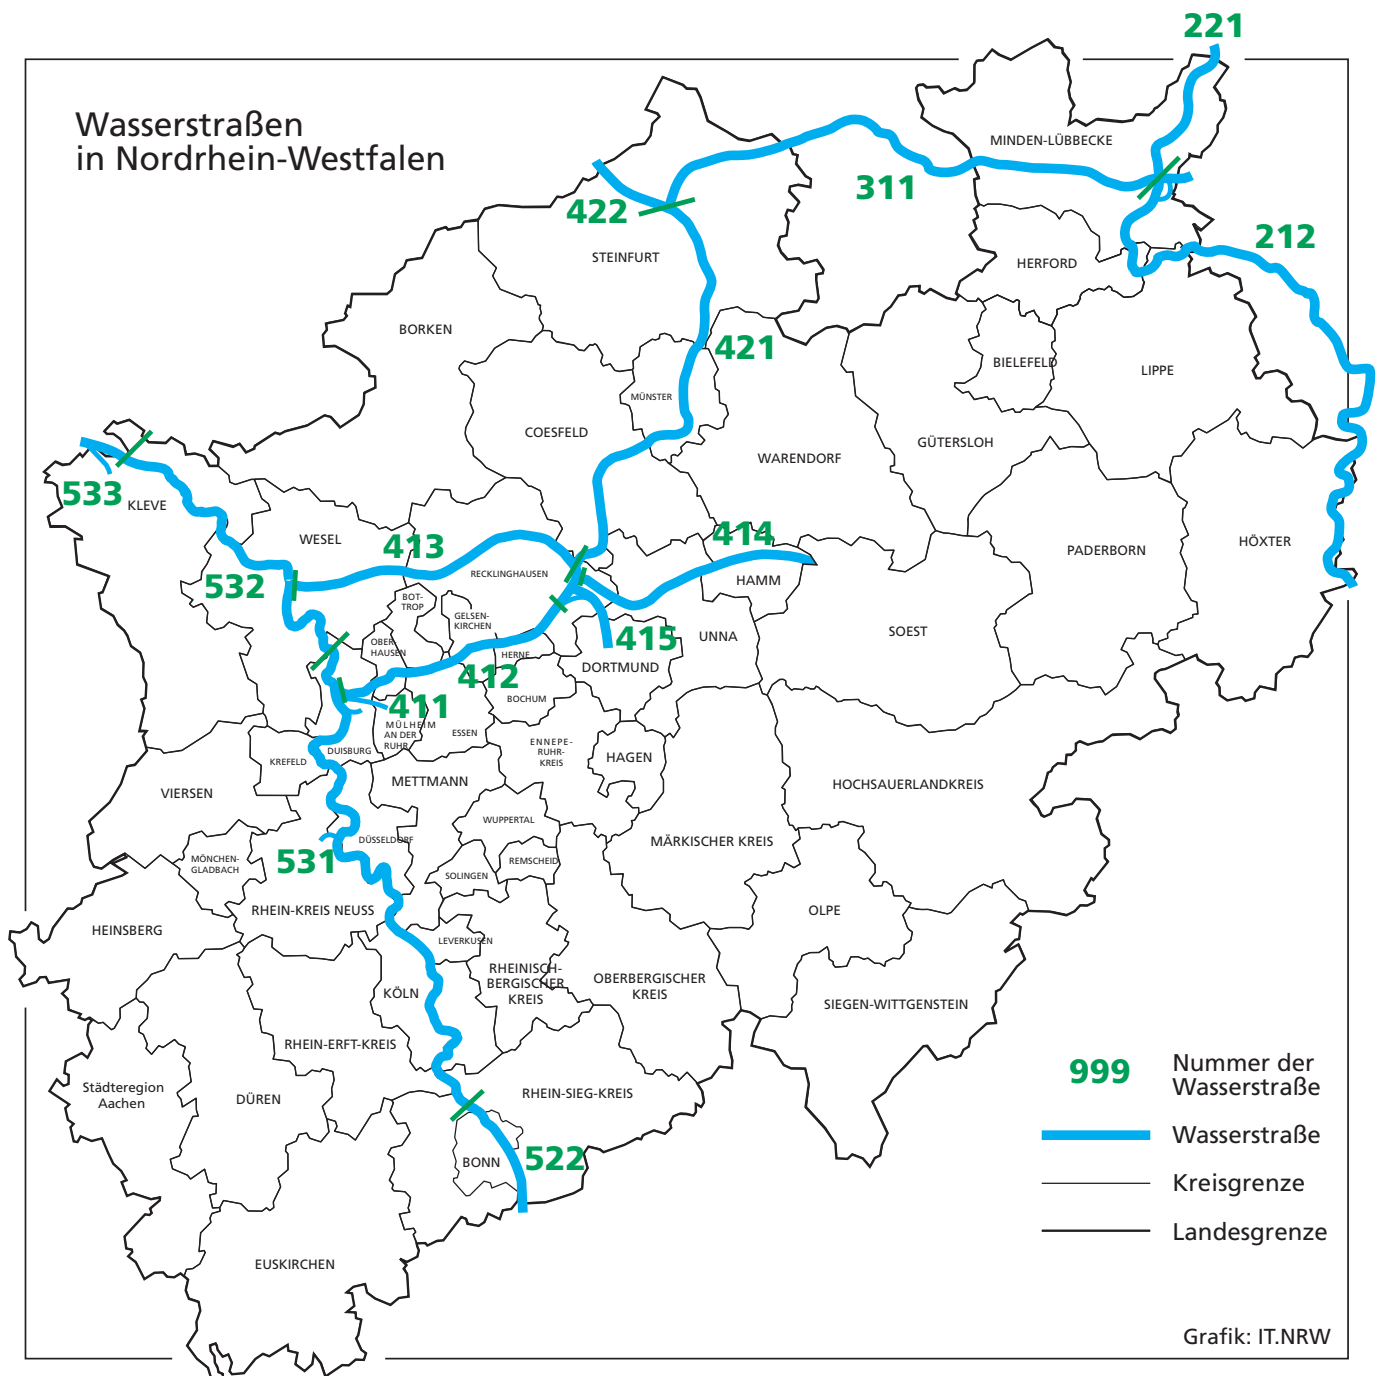 221
Wasserstraßen
in Nordrhein-Westfalen
MINDEN-LÜBBECKE
311
422
212
STEINFURT
HERFORD
BORKEN
421
BIELEFELD
LIPPE
MÜNSTER
COESFELD
GÜTERSLOH
WARENDORF
533
KLEVE
WESEL
413
414
PADERBORN
HÖXTER
RECKLINGHAUSEN
532
HAMM
BOT-
TROP
GELSEN-
KIRCHEN
OBER-
HAUSEN
415
UNNA
SOEST
HERNE
DORTMUND
412
411
BOCHUM
MÜLHEIM
AN DER
RUHR
ESSEN
DUISBURG
ENNEPE-
RUHR-
KREIS
HAGEN
KREFELD
METTMANN
HOCHSAUERLANDKREIS
VIERSEN
WUPPERTAL
DÜSSELDORF
MÄRKISCHER KREIS
531
MÖNCHEN-
GLADBACH
REMSCHEID
SOLINGEN
RHEIN-KREIS NEUSS
OLPE
HEINSBERG
LEVERKUSEN
RHEINISCH-
BERGISCHER
KREIS
OBERBERGISCHER
KREIS
KÖLN
SIEGEN-WITTGENSTEIN
RHEIN-ERFT-KREIS
Städteregion
Aachen
DÜREN
RHEIN-SIEG-KREIS
BONN
522
EUSKIRCHEN
999
Nummer der
Wasserstraße
Wasserstraße
Kreisgrenze
Landesgrenze
Grafik: IT.NRW